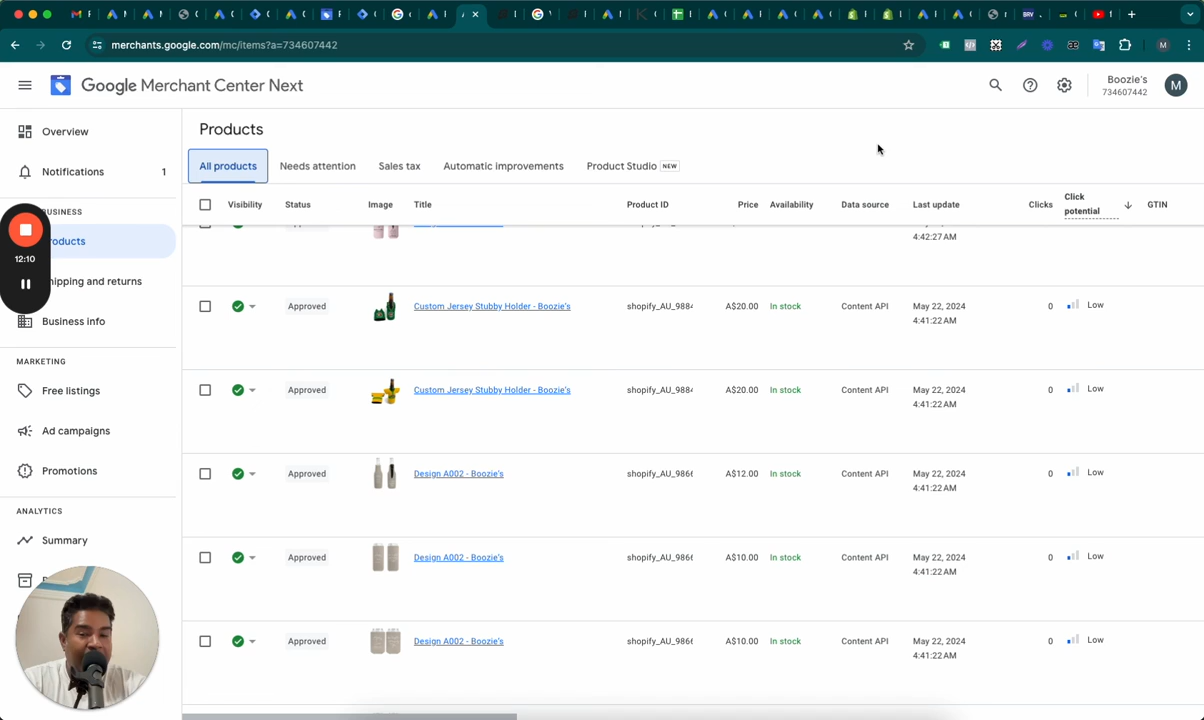 merchants.google.com/mc/items?a=734607442
Google Merchant Center Next
Boozie's
734607442
M
Overview
Notifications 1
BUSINESS
Products
Shipping and returns
Business info
MARKETING
Free listings
Ad campaigns
Promotions
ANALYTICS
Summary
12:10
Products
All products Needs attention Sales tax Automatic improvements Product Studio NEW
Visibility Status Image Title Product ID Price Availability Data source Last update Clicks Click potential GTIN
4:42:27 AM
Approved Custom Jersey Stubby Holder - Boozie's shopify_AU_9884 A$20.00 In stock Content API May 22, 2024 0 Low
4:41:22 AM
Approved Custom Jersey Stubby Holder - Boozie's shopify_AU_9884 A$20.00 In stock Content API May 22, 2024 0 Low
4:41:22 AM
Approved Design A002 - Boozie's shopify_AU_9866 A$12.00 In stock Content API May 22, 2024 0 Low
4:41:22 AM
Approved Design A002 - Boozie's shopify_AU_9866 A$10.00 In stock Content API May 22, 2024 0 Low
4:41:22 AM
Approved Design A002 - Boozie's shopify_AU_9866 A$10.00 In stock Content API May 22, 2024 0 Low
4:41:22 AM